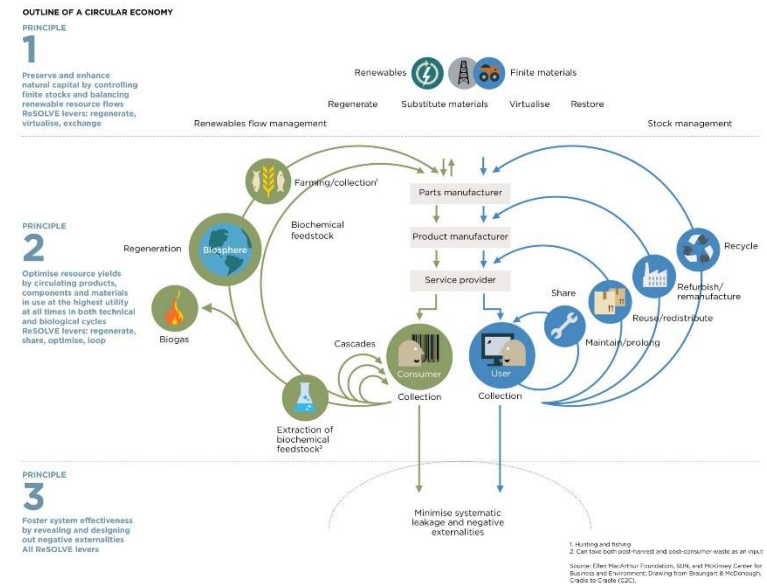 OUTLINE OF A CIRCULAR ECONOMY
PRINCIPLE
1
Preserve and enhance
natural capital by controlling
finite stocks and balancing
renewable resource flows
ReSOLVE levers: regenerate,
virtualise, exchange
Renewables
Finite materials
Regenerate
Substitute materials
Virtualise
Restore
Renewables flow management
Stock management
PRINCIPLE
2
Optimise resource yields
by circulating products,
components and materials
in use at the highest utility
at all times in both technical
and biological cycles
ReSOLVE levers: regenerate,
share, optimise, loop
Farming/collection¹
Biochemical
feedstock
Regeneration
Biosphere
Biogas
Cascades
Extraction of
biochemical
feedstock²
Parts manufacturer
Product manufacturer
Service provider
Consumer
Collection
User
Collection
Share
Maintain/prolong
Reuse/redistribute
Refurbish/
remanufacture
Recycle
PRINCIPLE
3
Foster system effectiveness
by revealing and designing
out negative externalities
All ReSOLVE levers
Minimise systematic
leakage and negative
externalities
1. Hunting and fishing
2. Can take both post-harvest and post-consumer waste as an input
Source: Ellen MacArthur Foundation, SUN, and McKinsey Center for
Business and Environment; Drawing from Braungart & McDonough,
Cradle to Cradle (C2C).